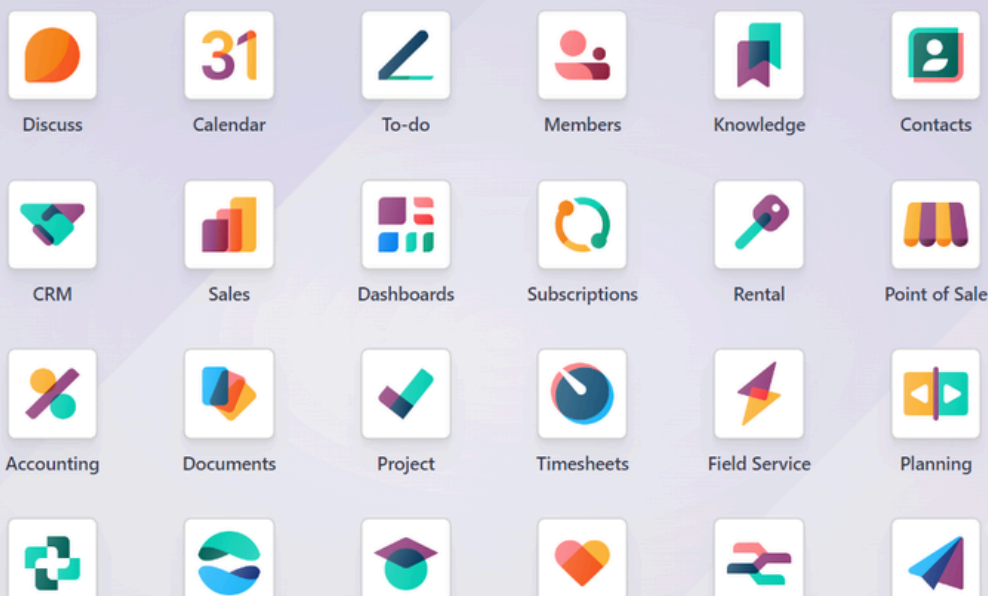 31
Discuss
Calendar
To-do
Members
Knowledge
Contacts
CRM
Sales
Dashboards
Subscriptions
Rental
Point of Sale
Accounting
Documents
Project
Timesheets
Field Service
Planning